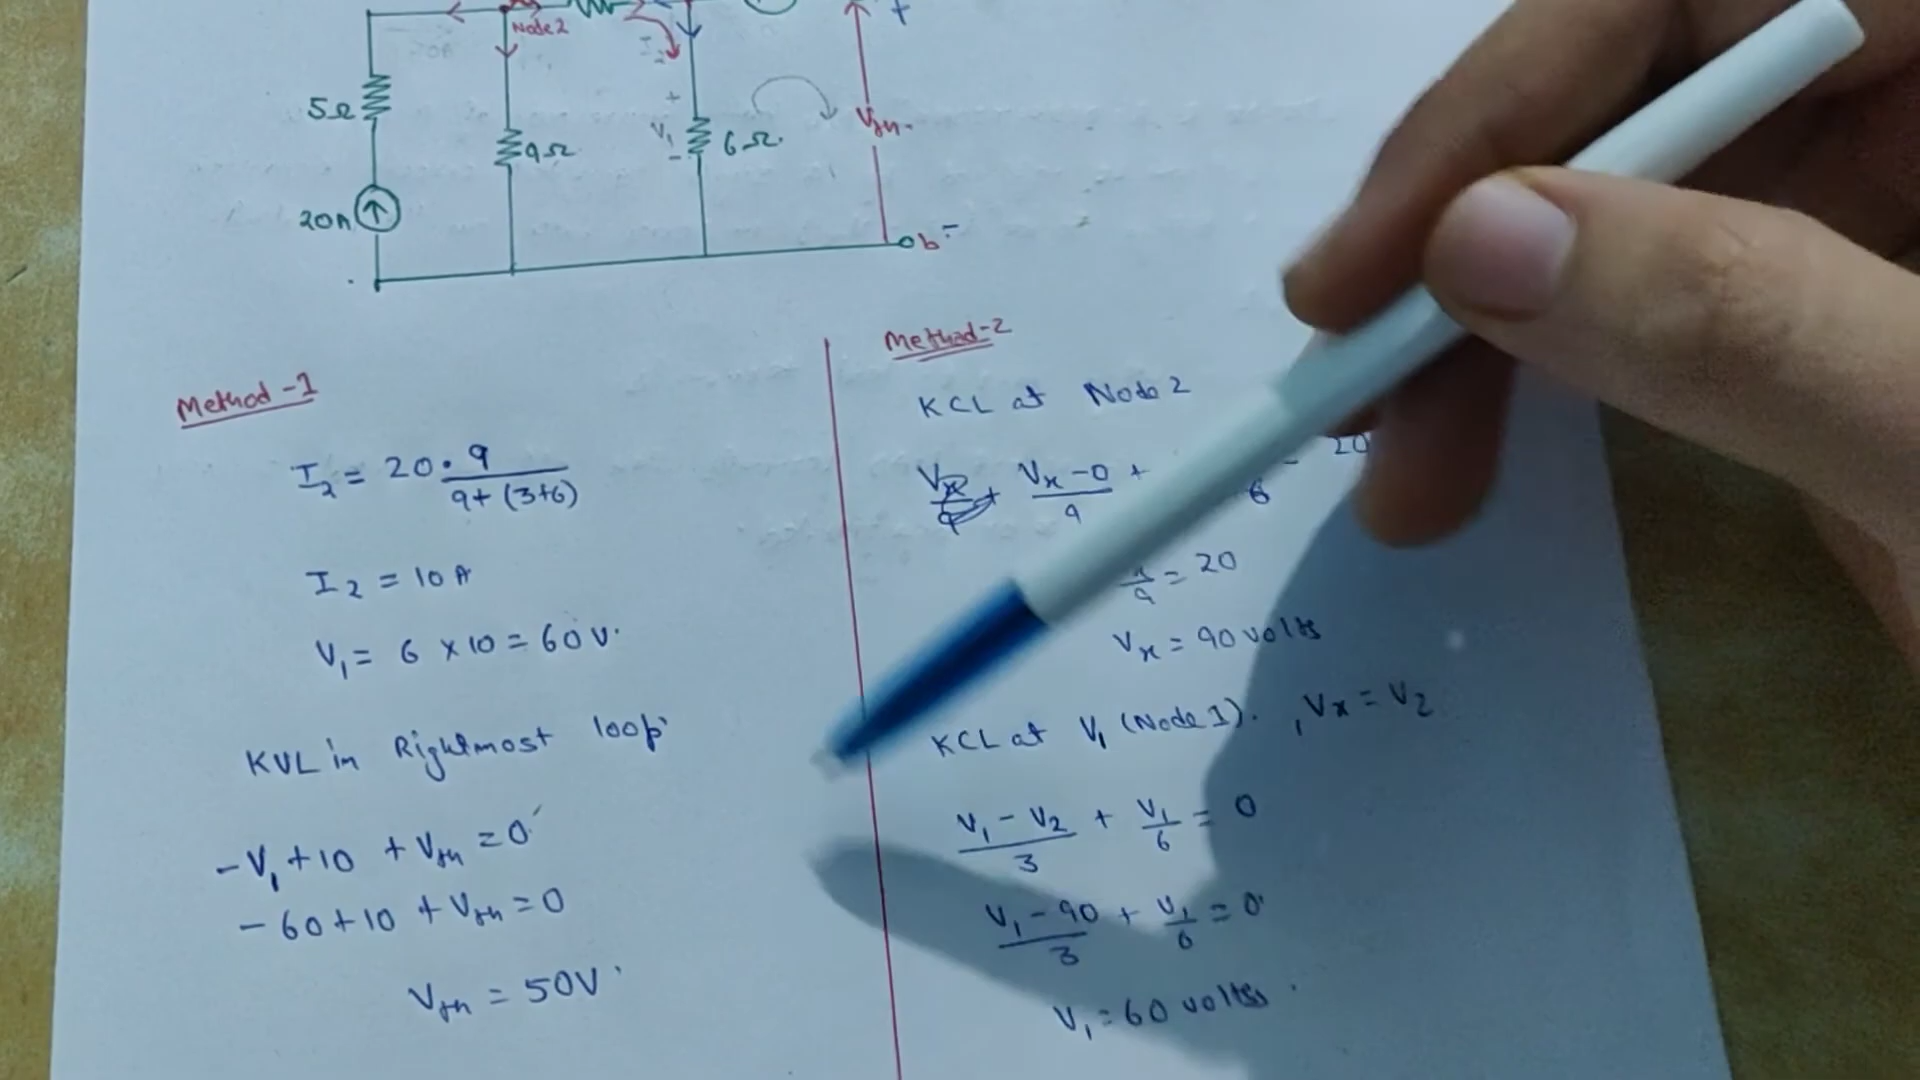 Node 2
+
5Ω
I
+
V1
-
9Ω
6Ω
Vth
20A
b -
Method-1
I2 = 20 · 9 / 9 + (3+6)
I2 = 10 A
V1 = 6 × 10 = 60 V
KVL in Rightmost loop
-V1 + 10 + Vth = 0
-60 + 10 + Vth = 0
Vth = 50V
Method-2
KCL at Node 2
Vx - 0 / 9 + 6 = 20
x / 9 = 20
Vx = 90 volts
KCL at V1 (Node 1). , Vx = V2
V1 - V2 / 3 + V1 / 6 = 0
V1 - 90 / 3 + V1 / 6 = 0
V1 = 60 volts